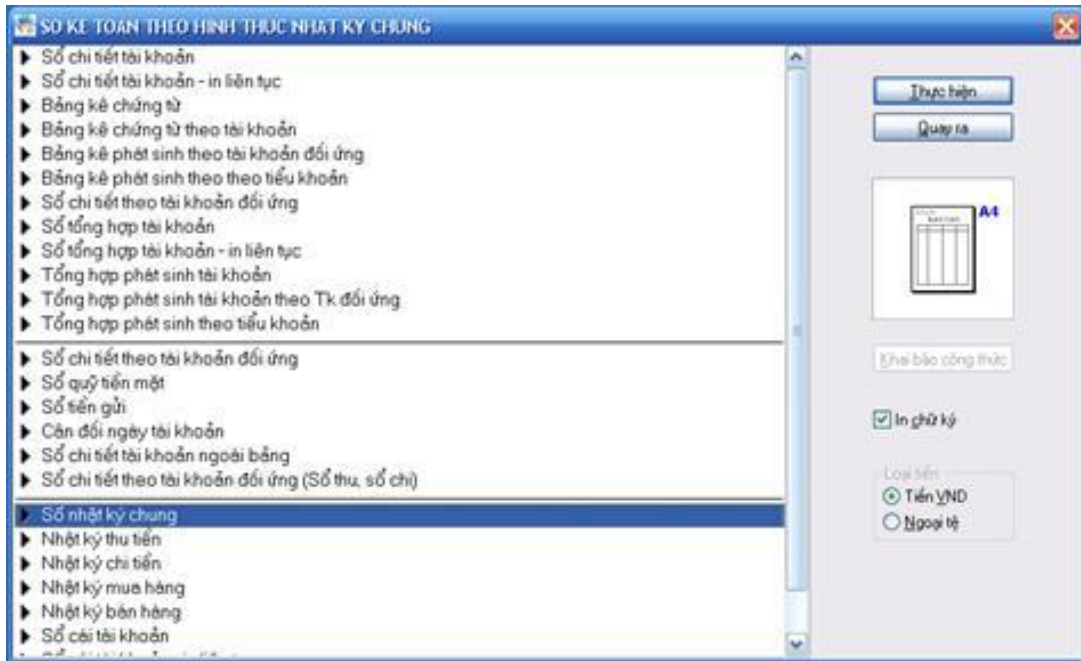 SO KE TOAN THEO HINH THUC NHAT KY CHUNG
Sổ chi tiết tài khoản
Sổ chi tiết tài khoản - in liên tục
Bảng kê chứng từ
Bảng kê chứng từ theo tài khoản
Bảng kê phát sinh theo tài khoản đối ứng
Bảng kê phát sinh theo theo tiểu khoản
Sổ chi tiết theo tài khoản đối ứng
Sổ tổng hợp tài khoản
Sổ tổng hợp tài khoản - in liên tục
Tổng hợp phát sinh tài khoản
Tổng hợp phát sinh tài khoản theo Tk đối ứng
Tổng hợp phát sinh theo tiểu khoản
Sổ chi tiết theo tài khoản đối ứng
Sổ quỹ tiền mặt
Sổ tiền gửi
Cân đối ngày tài khoản
Sổ chi tiết tài khoản ngoài bảng
Sổ chi tiết theo tài khoản đối ứng (Sổ thu, sổ chi)
Sổ nhật ký chung
Nhật ký thu tiền
Nhật ký chi tiền
Nhật ký mua hàng
Nhật ký bán hàng
Sổ cái tài khoản
Thực hiện
Quay ra
A4
Khai báo công thức
In chữ ký
Loại tiền
Tiền VND
Ngoại tệ